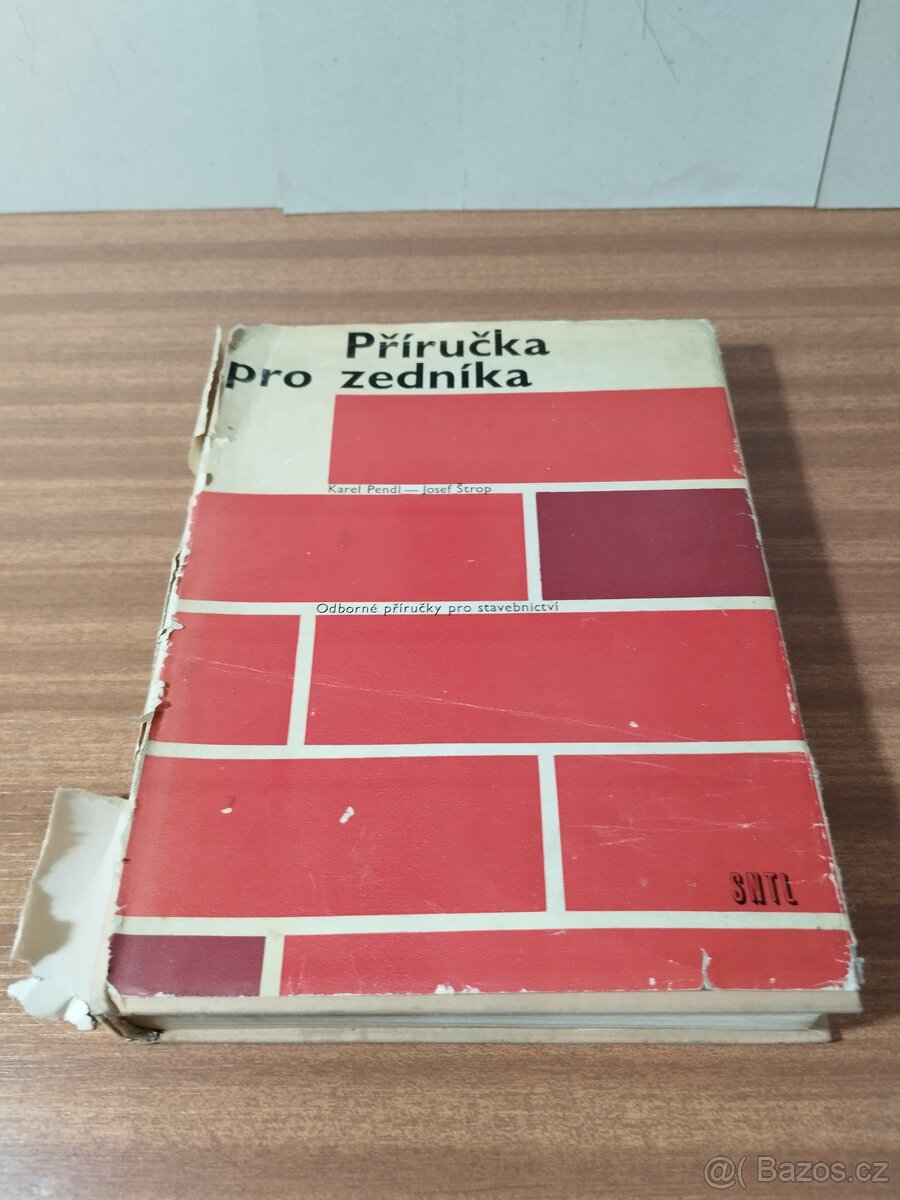 Příručka
pro zedníka
Karel Pendl — Josef Štrop
Odborné příručky pro stavebnictví
SNTL
@( Bazos.cz